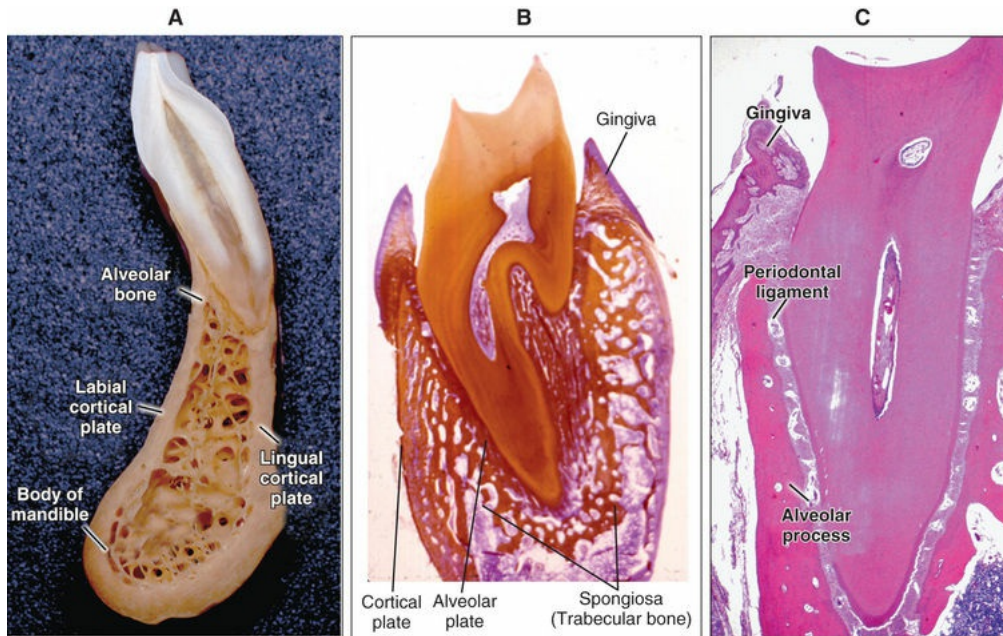 A
B
C
Alveolar
bone
Labial
cortical
plate
Lingual
cortical
plate
Body of
mandible
Gingiva
Cortical
plate
Alveolar
plate
Spongiosa
(Trabecular bone)
Gingiva
Periodontal
ligament
Alveolar
process